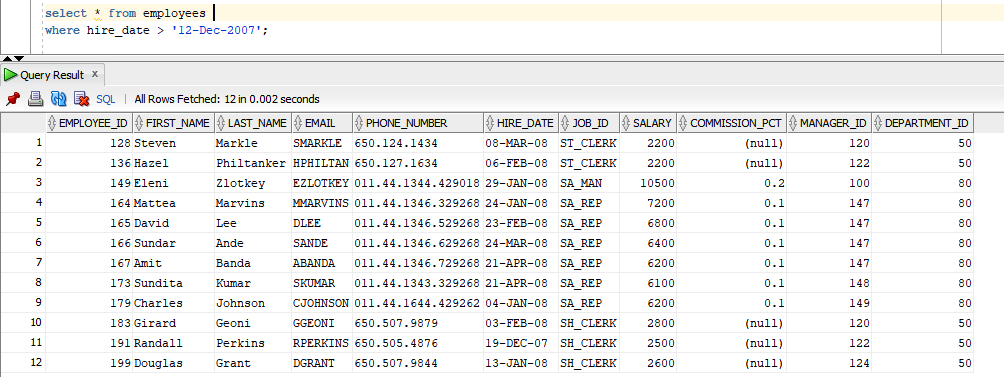 select * from employees
where hire_date > '12-Dec-2007';
Query Result x
SQL | All Rows Fetched: 12 in 0.002 seconds
EMPLOYEE_ID FIRST_NAME LAST_NAME EMAIL PHONE_NUMBER HIRE_DATE JOB_ID SALARY COMMISSION_PCT MANAGER_ID DEPARTMENT_ID
1 128 Steven Markle SMARKLE 650.124.1434 08-MAR-08 ST_CLERK 2200 (null) 120 50
2 136 Hazel Philtanker HPHILTAN 650.127.1634 06-FEB-08 ST_CLERK 2200 (null) 122 50
3 149 Eleni Zlotkey EZLOTKEY 011.44.1344.429018 29-JAN-08 SA_MAN 10500 0.2 100 80
4 164 Mattea Marvins MMARVINS 011.44.1346.329268 24-JAN-08 SA_REP 7200 0.1 147 80
5 165 David Lee DLEE 011.44.1346.529268 23-FEB-08 SA_REP 6800 0.1 147 80
6 166 Sundar Ande SANDE 011.44.1346.629268 24-MAR-08 SA_REP 6400 0.1 147 80
7 167 Amit Banda ABANDA 011.44.1346.729268 21-APR-08 SA_REP 6200 0.1 147 80
8 173 Sundita Kumar SKUMAR 011.44.1343.329268 21-APR-08 SA_REP 6100 0.1 148 80
9 179 Charles Johnson CJOHNSON 011.44.1644.429262 04-JAN-08 SA_REP 6200 0.1 149 80
10 183 Girard Geoni GGEONI 650.507.9879 03-FEB-08 SH_CLERK 2800 (null) 120 50
11 191 Randall Perkins RPERKINS 650.505.4876 19-DEC-07 SH_CLERK 2500 (null) 122 50
12 199 Douglas Grant DGRANT 650.507.9844 13-JAN-08 SH_CLERK 2600 (null) 124 50